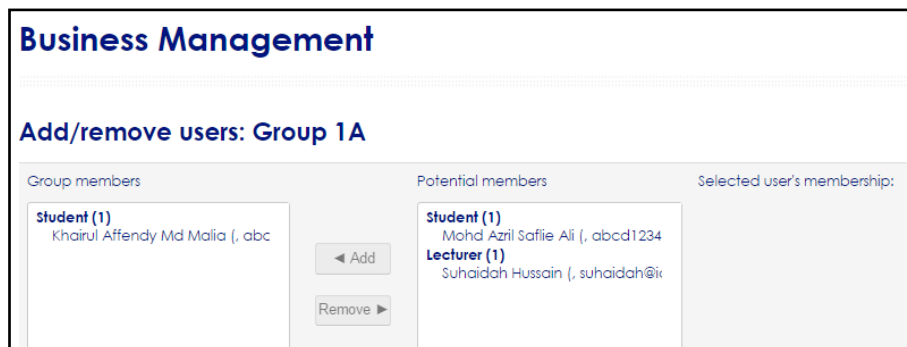 Business Management
Add/remove users: Group 1A
Group members
Student (1)
Khairul Affendy Md Malia (, abc
◄ Add
Remove ►
Potential members
Student (1)
Mohd Azril Saflie Ali (, abcd1234
Lecturer (1)
Suhaidah Hussain (, suhaidah@ic
Selected user's membership: